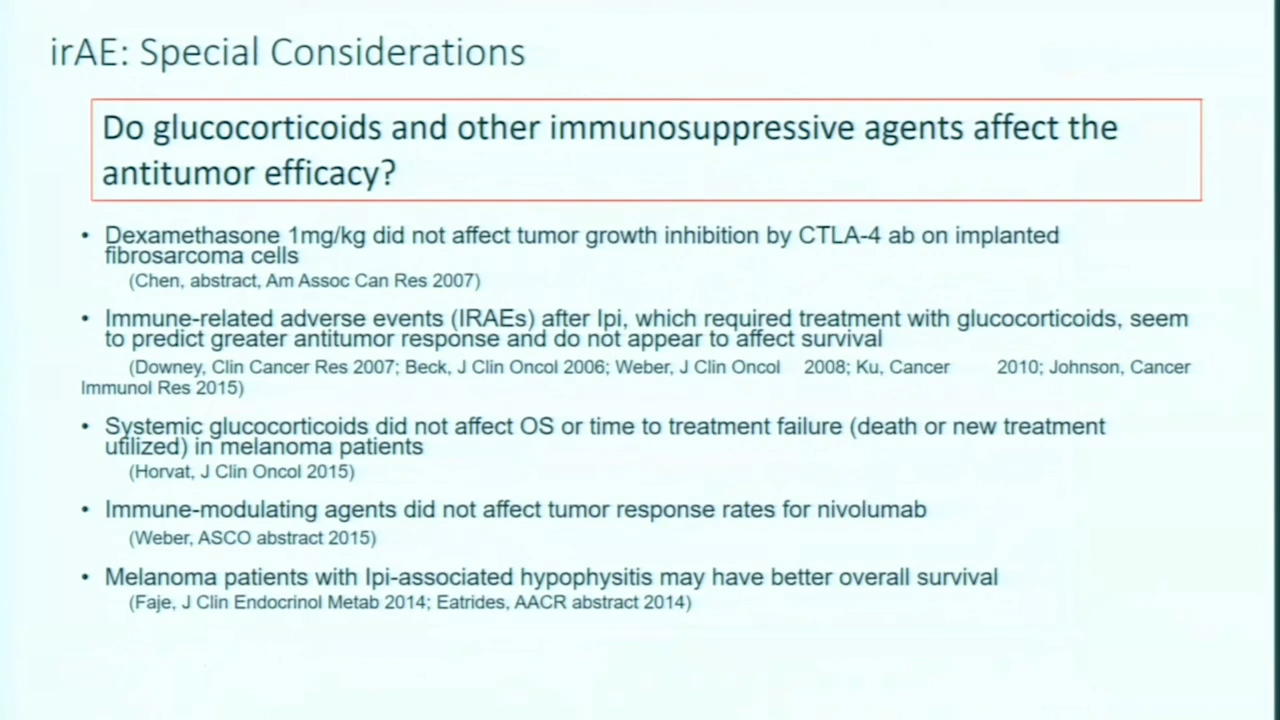 irAE: Special Considerations
Do glucocorticoids and other immunosuppressive agents affect the
antitumor efficacy?
• Dexamethasone 1mg/kg did not affect tumor growth inhibition by CTLA-4 ab on implanted
fibrosarcoma cells
(Chen, abstract, Am Assoc Can Res 2007)
• Immune-related adverse events (IRAEs) after Ipi, which required treatment with glucocorticoids, seem
to predict greater antitumor response and do not appear to affect survival
(Downey, Clin Cancer Res 2007; Beck, J Clin Oncol 2006; Weber, J Clin Oncol 2008; Ku, Cancer 2010; Johnson, Cancer
Immunol Res 2015)
• Systemic glucocorticoids did not affect OS or time to treatment failure (death or new treatment
utilized) in melanoma patients
(Horvat, J Clin Oncol 2015)
• Immune-modulating agents did not affect tumor response rates for nivolumab
(Weber, ASCO abstract 2015)
• Melanoma patients with Ipi-associated hypophysitis may have better overall survival
(Faje, J Clin Endocrinol Metab 2014; Eatrides, AACR abstract 2014)